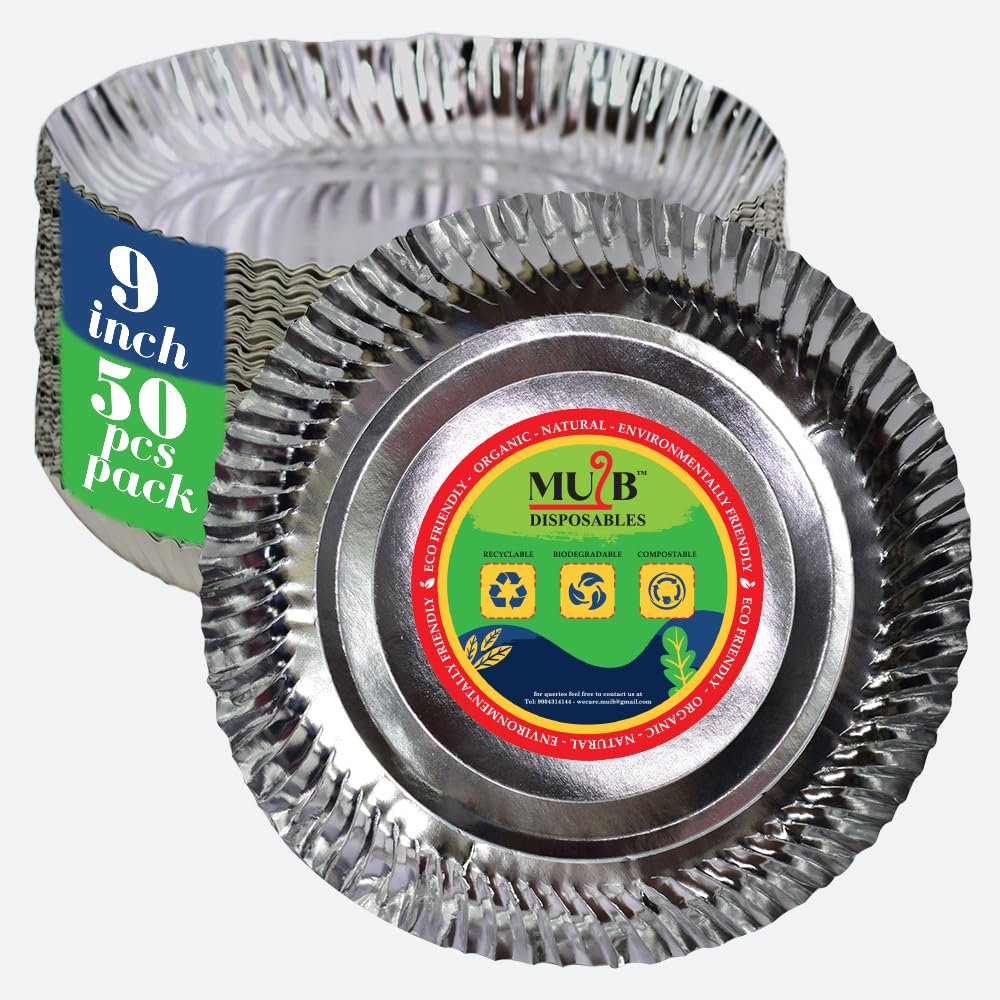 9
inch
50
pcs
pack
ECO FRIENDLY - ORGANIC - NATURAL - ENVIRONMENTALLY FRIENDLY
MUIB™
DISPOSABLES
RECYCLABLE BIODEGRADABLE COMPOSTABLE
for queries feel free to contact us at
Tel: 9004314144 - wecare.muib@gmail.com
ECO FRIENDLY - ORGANIC - NATURAL - ENVIRONMENTALLY FRIENDLY